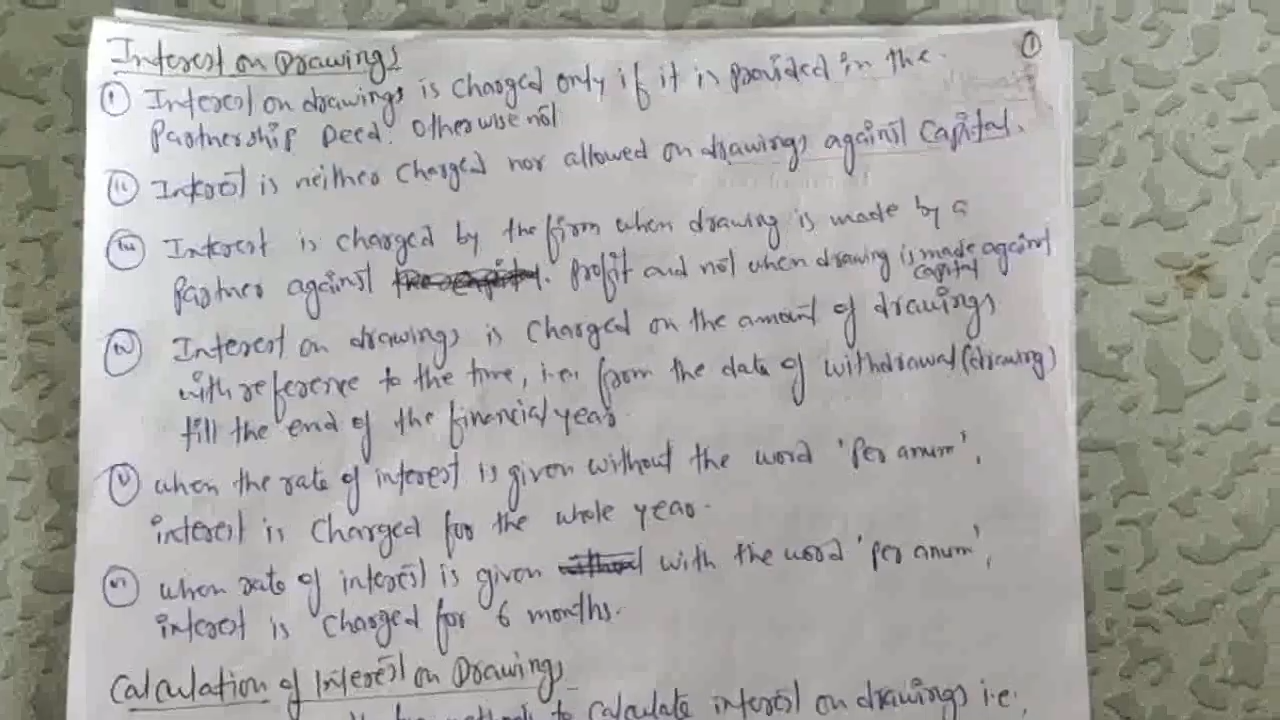 ①
Interest on Drawings
(i) Interest on drawings is charged only if it is provided in the
Partnership Deed. Otherwise not
(ii) Interest is neither charged nor allowed on drawings against Capital.
(iii) Interest is charged by the firm when drawing is made by a
Partner against profit and not when drawing is made against
capital
(iv) Interest on drawings is charged on the amount of drawings
with reference to the time, i.e. from the date of withdrawal (drawing)
till the end of the financial year.
(v) when the rate of interest is given without the word 'Per anum',
interest is charged for the whole year.
(vi) when rate of interest is given with the word 'Per anum',
interest is charged for 6 months.
Calculation of Interest on Drawings
to calculate interest on drawings i.e.